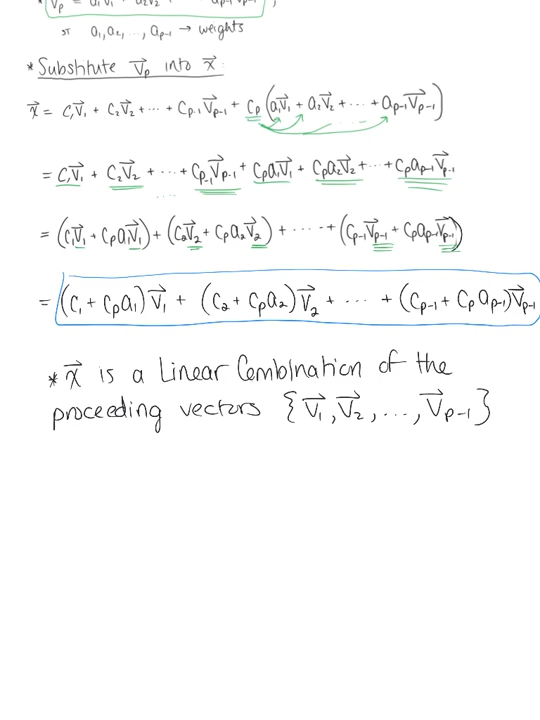 st a₁, a₂, ..., aₚ₋₁ → weights
* Substitute v⃗ₚ into x⃗:
x⃗ = c₁v⃗₁ + c₂v⃗₂ + ... + cₚ₋₁v⃗ₚ₋₁ + cₚ(a₁v⃗₁ + a₂v⃗₂ + ... + aₚ₋₁v⃗ₚ₋₁)
= c₁v⃗₁ + c₂v⃗₂ + ... + cₚ₋₁v⃗ₚ₋₁ + cₚa₁v⃗₁ + cₚa₂v⃗₂ + ... + cₚaₚ₋₁v⃗ₚ₋₁
= (c₁v⃗₁ + cₚa₁v⃗₁) + (c₂v⃗₂ + cₚa₂v⃗₂) + ... + (cₚ₋₁v⃗ₚ₋₁ + cₚaₚ₋₁v⃗ₚ₋₁)
= (c₁ + cₚa₁)v⃗₁ + (c₂ + cₚa₂)v⃗₂ + ... + (cₚ₋₁ + cₚaₚ₋₁)v⃗ₚ₋₁
* x⃗ is a Linear Combination of the
proceeding vectors {v⃗₁, v⃗₂, ..., v⃗ₚ₋₁}